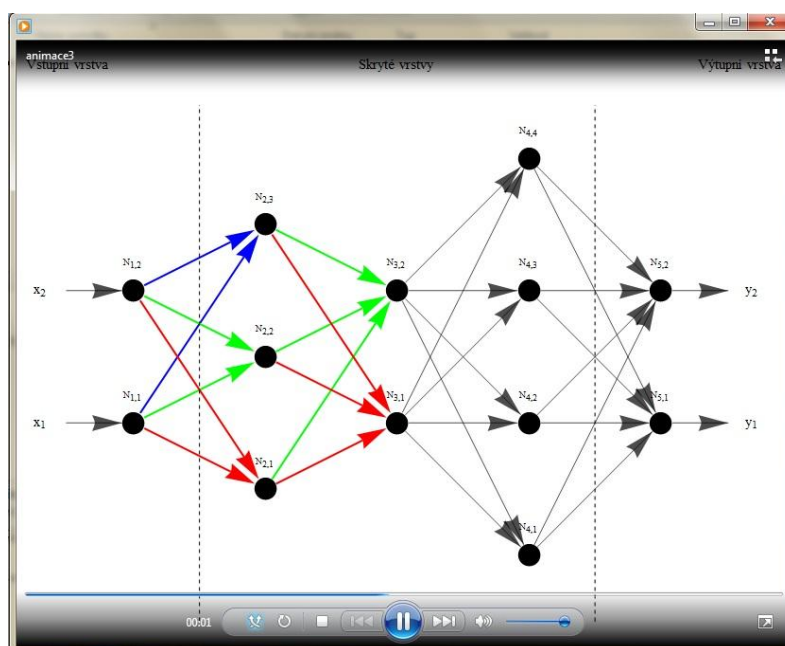 animace3
Vstupní vrstva
Skryté vrstvy
Výtupní vrstva
N4,4
N2,3
N1,2
N3,2
N4,3
N5,2
x2
y2
N2,2
N1,1
N3,1
N4,2
N5,1
x1
y1
N2,1
N4,1
00:01